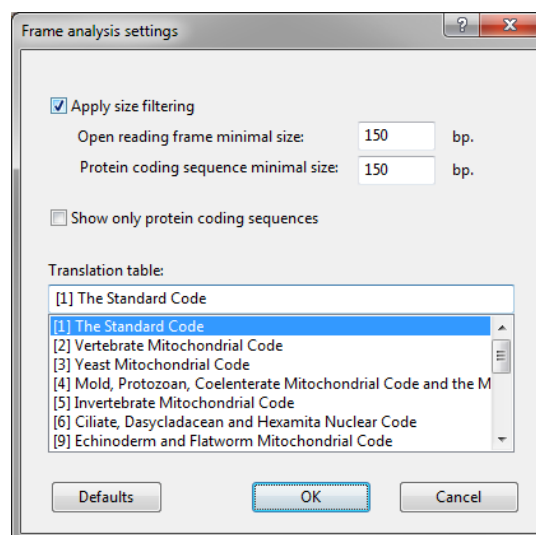 Frame analysis settings
Apply size filtering
Open reading frame minimal size: 150 bp.
Protein coding sequence minimal size: 150 bp.
Show only protein coding sequences
Translation table:
[1] The Standard Code
[1] The Standard Code
[2] Vertebrate Mitochondrial Code
[3] Yeast Mitochondrial Code
[4] Mold, Protozoan, Coelenterate Mitochondrial Code and the M
[5] Invertebrate Mitochondrial Code
[6] Ciliate, Dasycladacean and Hexamita Nuclear Code
[9] Echinoderm and Flatworm Mitochondrial Code
Defaults OK Cancel